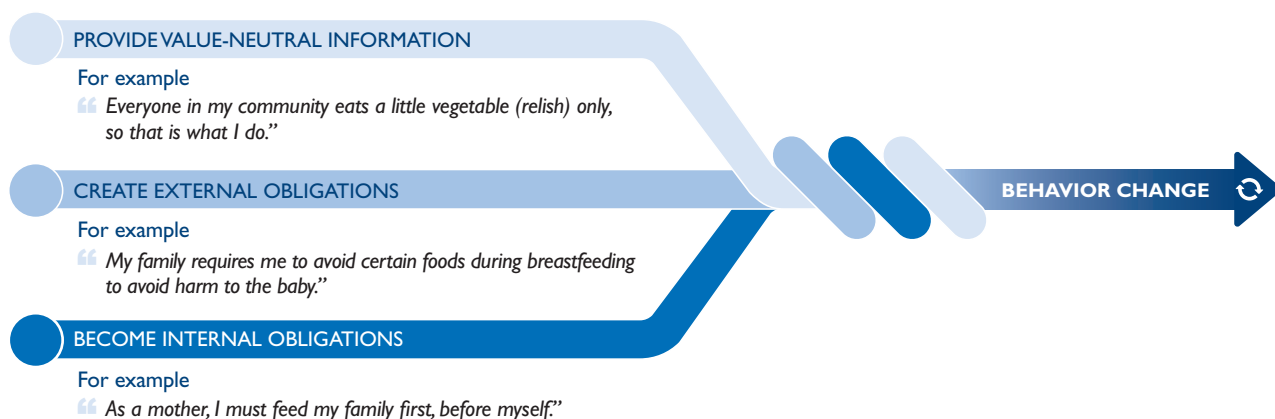 PROVIDE VALUE-NEUTRAL INFORMATION
For example
“ Everyone in my community eats a little vegetable (relish) only,
so that is what I do.”
CREATE EXTERNAL OBLIGATIONS
For example
“ My family requires me to avoid certain foods during breastfeeding
to avoid harm to the baby.”
BEHAVIOR CHANGE
BECOME INTERNAL OBLIGATIONS
For example
“ As a mother, I must feed my family first, before myself.”